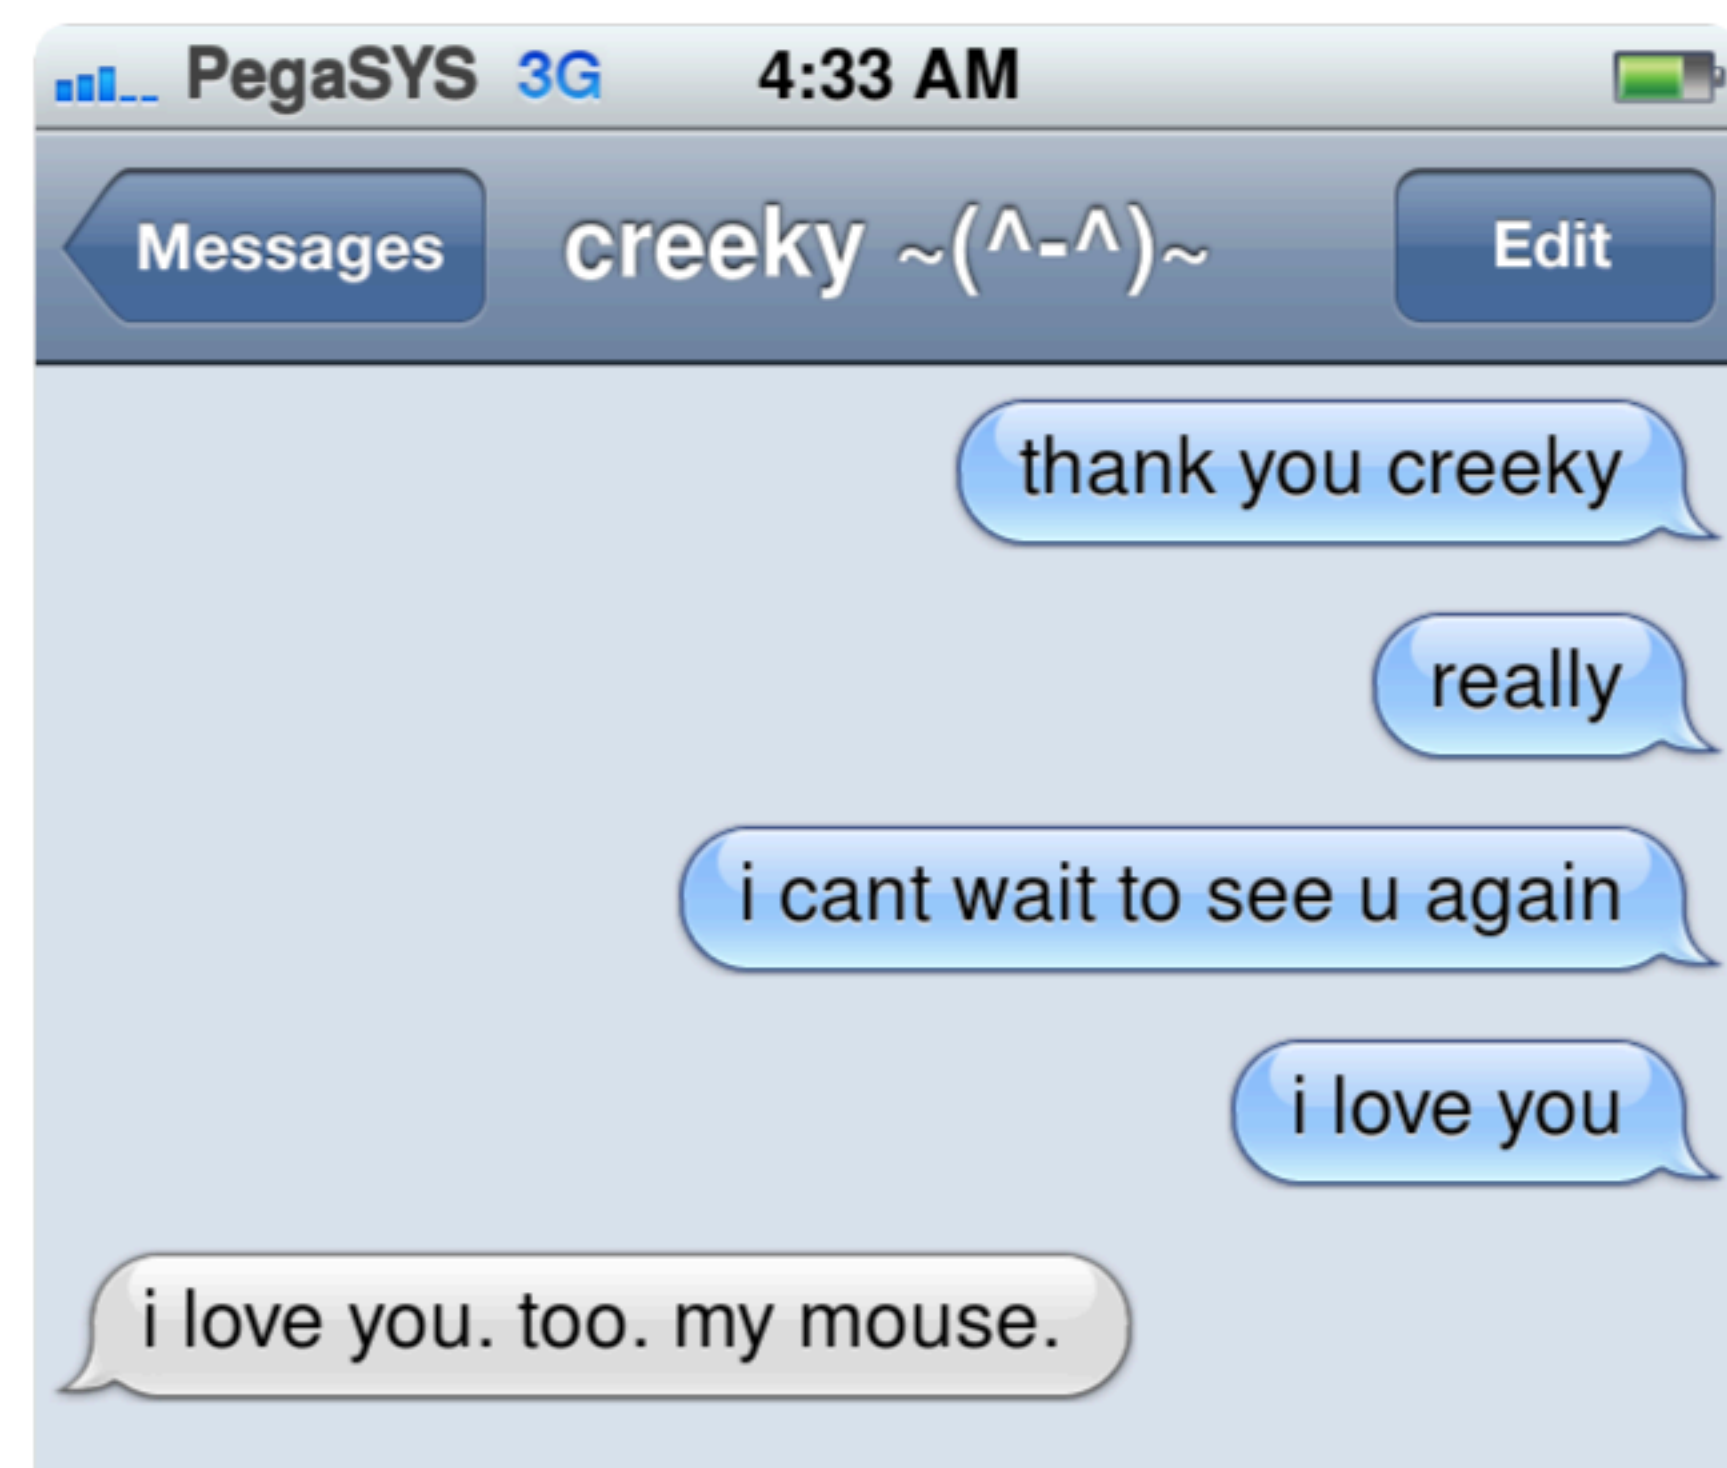 PegaSYS 3G 4:33 AM
Messages creeky ~(^-^)~ Edit
thank you creeky
really
i cant wait to see u again
i love you
i love you. too. my mouse.